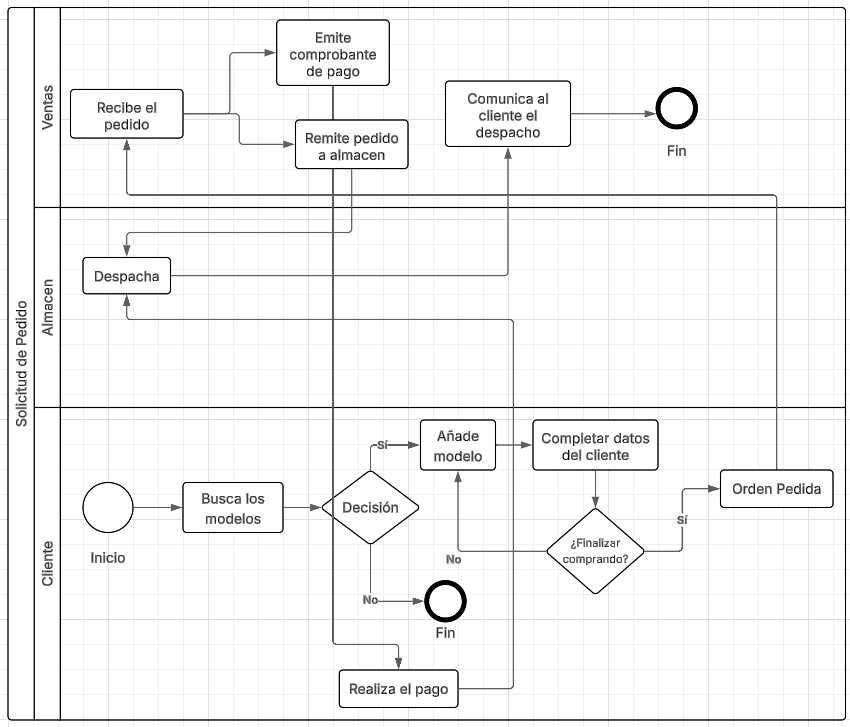 Solicitud de Pedido
Ventas
Emite
comprobante
de pago
Recibe el
pedido
Remite pedido
a almacen
Comunica al
cliente el
despacho
Fin
Almacen
Despacha
Cliente
Inicio
Busca los
modelos
Decisión
Sí
Añade
modelo
Completar datos
del cliente
¿Finalizar
comprando?
No
Sí
Orden Pedida
No
Fin
Realiza el pago